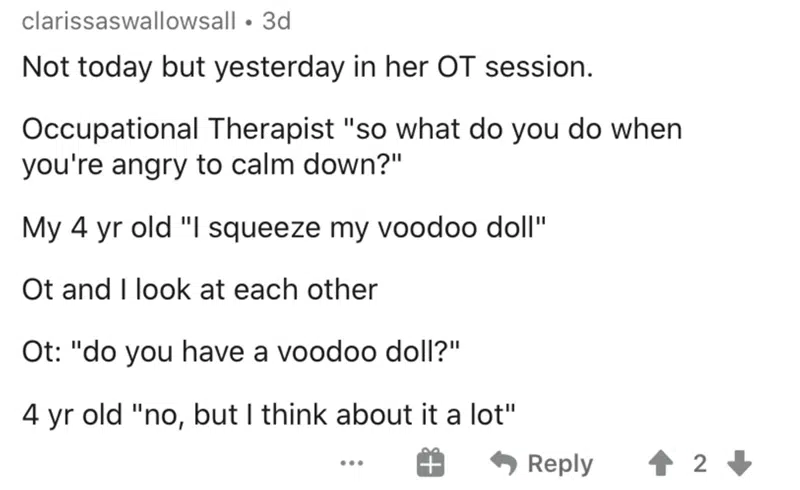 clarissaswallowsall • 3d
Not today but yesterday in her OT session.
Occupational Therapist "so what do you do when
you're angry to calm down?"
My 4 yr old "I squeeze my voodoo doll"
Ot and I look at each other
Ot: "do you have a voodoo doll?"
4 yr old "no, but I think about it a lot"
... Reply 2